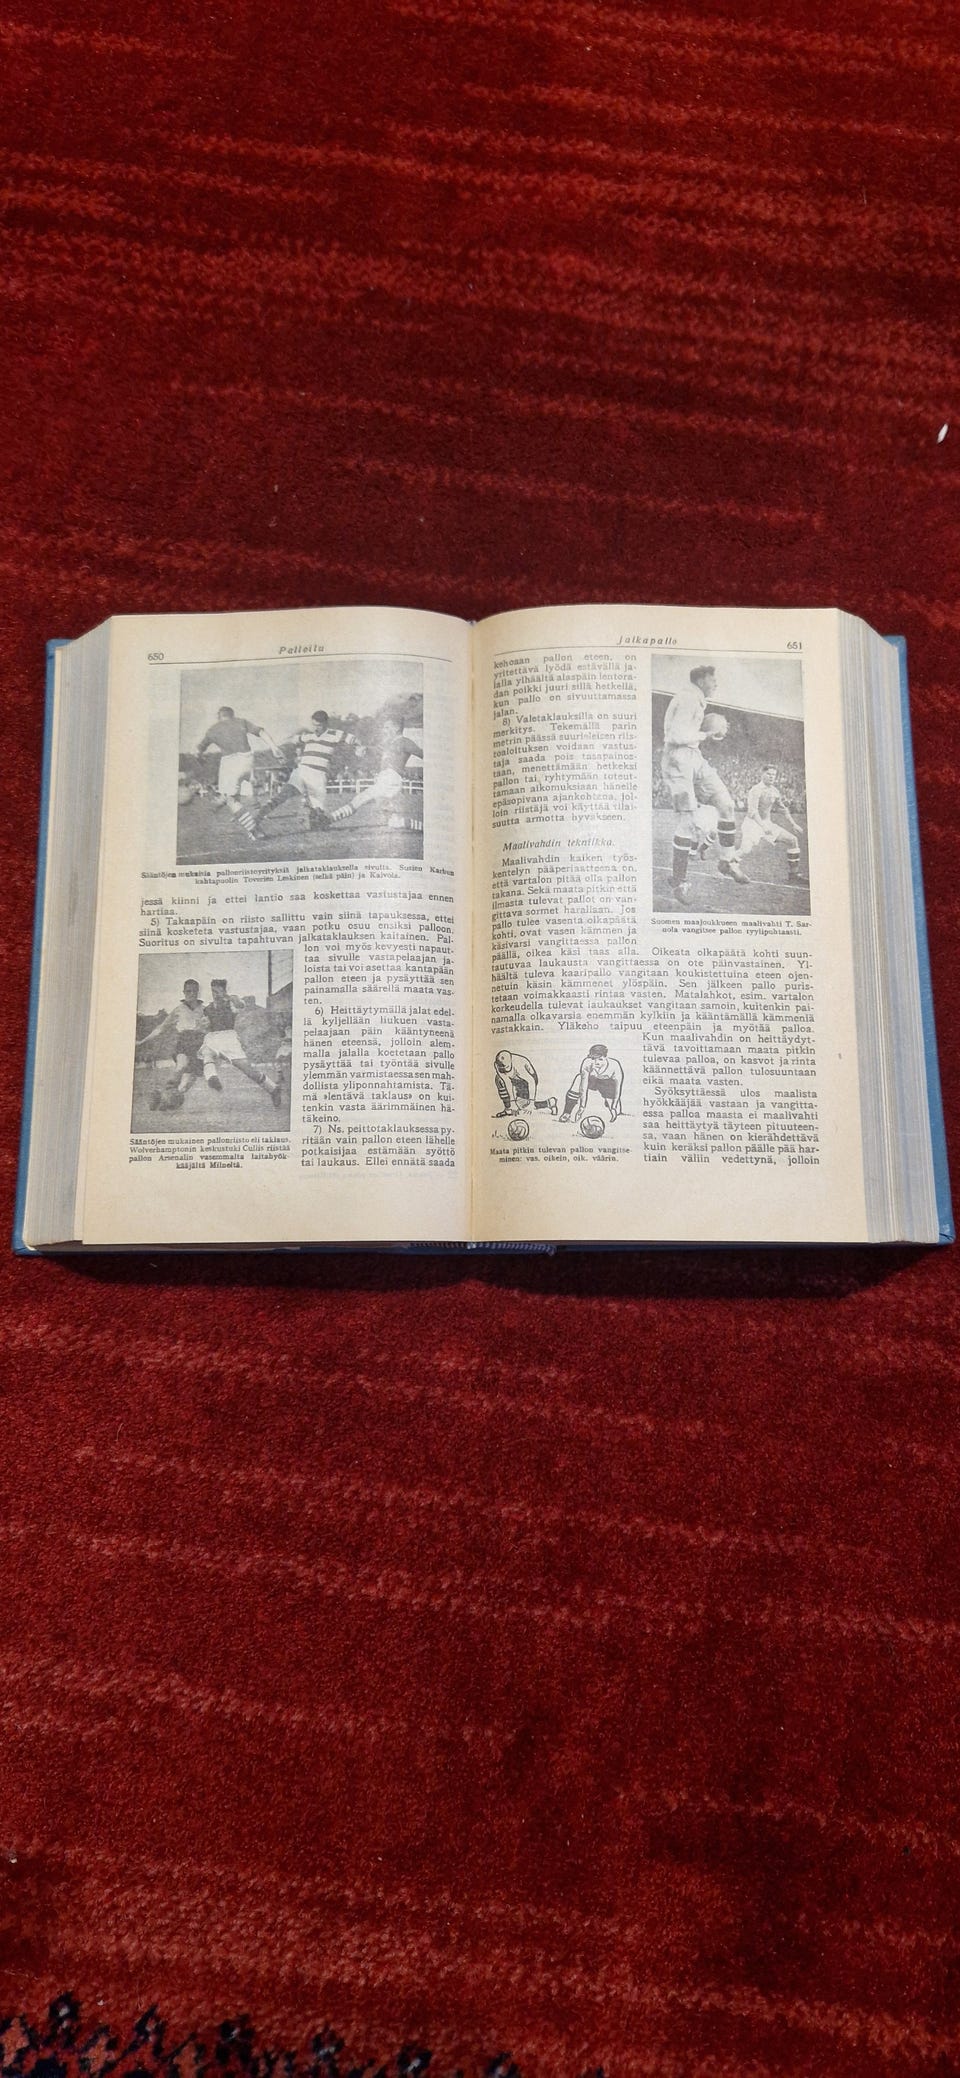 650
Palloilu
Sääntöjen mukaisia pallonriistoyrityksiä jalkataklauksella sivulta. Susien Karhun
kahtapuolin Toverien Leskinen (selkä päin) ja Kaivola.
jessä kiinni ja ettei lantio saa koskettaa vastustajaa ennen
hartiaa.
5) Takaapäin on riisto sallittu vain siinä tapauksessa, ettei
siinä kosketeta vastustajaa, vaan potku osuu ensiksi palloon.
Suoritus on sivulta tapahtuvan jalkataklauksen kaltainen. Pal-
lon voi myös kevyesti napaut-
taa sivulle vastapelaajan ja-
loista tai voi asettaa kantapään
pallon eteen ja pysäyttää sen
painamalla säärellä maata vas-
ten.
6) Heittäytymällä jalat edel-
lä kyljellään liukuen vasta-
pelaajaan päin kääntyneenä
hänen eteensä, jolloin alem-
malla jalalla koetetaan pallo
pysäyttää tai työntää sivulle
ylemmän varmistaessa sen mah-
dollista yliponnahtamista. Tä-
mä »lentävä taklaus» on kui-
tenkin vasta äärimmäinen hä-
täkeino.
7) Ns. peittotaklauksessa py-
ritään vain pallon eteen lähelle
potkaisijaa estämään syöttö
tai laukaus. Ellei ennetä saada
Sääntöjen mukainen pallonriisto eli taklaus.
Wolverhamptonin keskustuki Cullis riistää
pallon Arsenalin vasemmalta laitahyök-
kääjältä Milneltä.
Jalkapallo
651
kehoaan pallon eteen, on
yritettävä lyödä estävällä ja-
lalla ylhäältä alaspäin lentora-
dan poikki juuri sillä hetkellä,
kun pallo on sivuuttamassa
jalan.
8) Valetaklauksilla on suuri
merkitys. Tekemällä parin
metrin päässä suurieleisen riis-
toaloituksen voidaan vastus-
taja saada pois tasapainos-
taan, menettämään hetkeksi
pallon tai ryhtymään toteut-
tamaan aikomuksiaan hänelle
epäsopivana ajankohtana, jol-
loin riistäjä voi käyttää tilai-
suutta armotta hyväkseen.
Maalivahdin tekniikka.
Maalivahdin kaiken työs-
kentelyn pääperiaatteena on,
että vartalon pitää olla pallon
takana. Sekä maata pitkin että
ilmasta tulevat pallot on van-
gittava sormet harallaan. Jos
pallo tulee vasenta olkapäätä
kohti, ovat vasen kämmen ja
käsivarsi vangittaessa pallon
päällä, oikea käsi taas alla. Oikeata olkapäätä kohti suun-
tautuvaa laukausta vangittaessa on ote päinvastainen. Yl-
häältä tuleva kaaripallo vangitaan koukistettuina eteen ojen-
netuin käsin kämmenet ylöspäin. Sen jälkeen pallo puris-
tetaan voimakkaasti rintaa vasten. Matalahkot, esim. vartalon
korkeudella tulevat laukaukset vangitaan samoin, kuitenkin pai-
namalla olkavarsia enemmän kylkiin ja kääntämällä kämmeniä
vastakkain. Yläkeho taipuu eteenpäin ja myötää palloa.
Kun maalivahdin on heittäydyt-
tävä tavoittamaan maata pitkin
tulevaa palloa, on kasvot ja rinta
käännettävä pallon tulosuuntaan
eikä maata vasten.
Syöksyttäessä ulos maalista
hyökkääjää vastaan ja vangitta-
essa palloa maasta ei maalivahti
saa heittäytyä täyteen pituuteen-
sa, vaan hänen on kierähdettävä
kuin keräksi pallon päälle pää har-
tiain väliin vedettynä, jolloin
Suomen maajoukkueen maalivahti T. Sar-
nola vangitsee pallon tyylipuhtaasti.
Maata pitkin tulevan pallon vangitse-
minen: vas. oikein, oik. väärin.